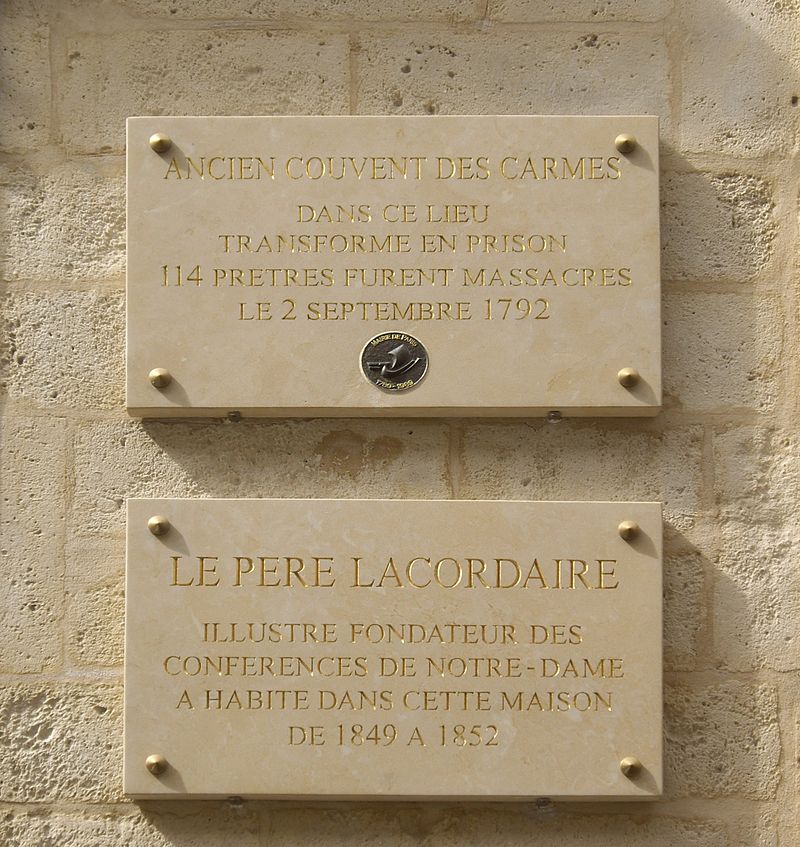 ANCIEN COUVENT DES CARMES
DANS CE LIEU
TRANSFORME EN PRISON
114 PRETRES FURENT MASSACRES
LE 2 SEPTEMBRE 1792
MAIRIE DE PARIS
1789-1989
LE PERE LACORDAIRE
ILLUSTRE FONDATEUR DES
CONFERENCES DE NOTRE-DAME
A HABITE DANS CETTE MAISON
DE 1849 A 1852